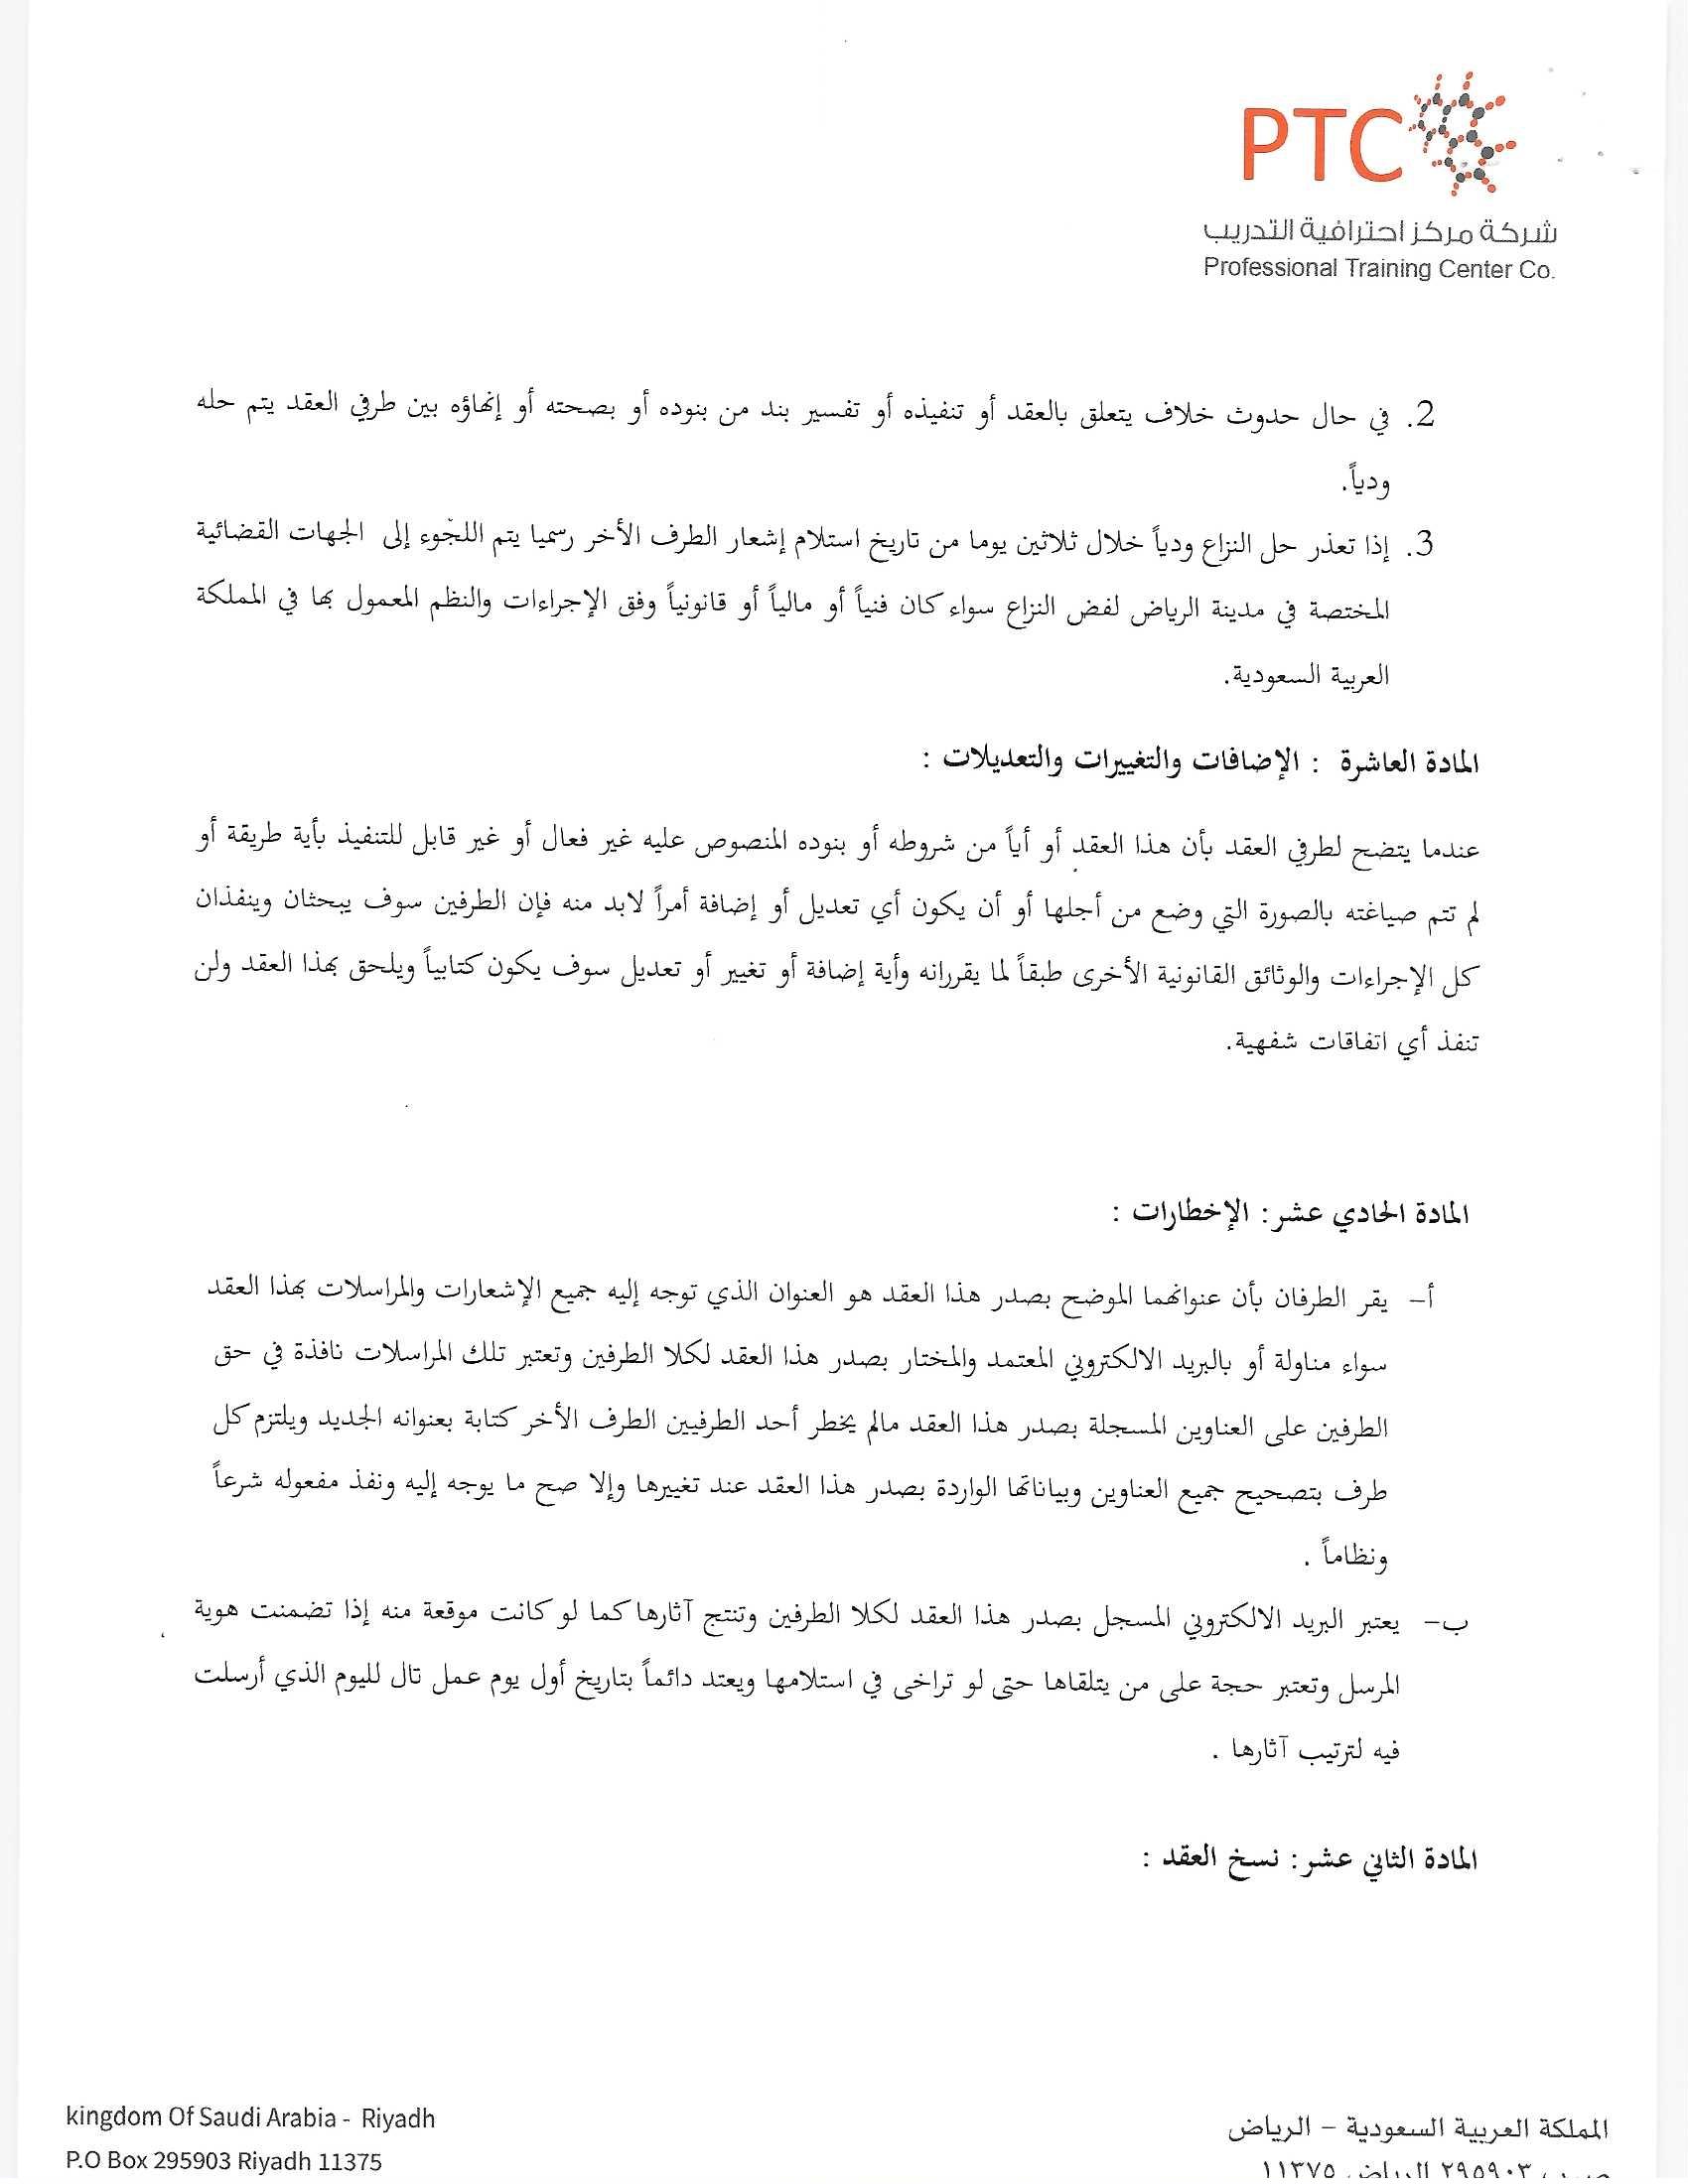 PTC
شركة مركز احترافية التدريب
Professional Training Center Co.
2. في حال حدوث خلاف يتعلق بالعقد أو تنفيذه أو تفسير بند من بنوده أو بصحته أو إنهاؤه بين طرفي العقد يتم حله
ودياً.
3. إذا تعذر حل النزاع ودياً خلال ثلاثين يوما من تاريخ استلام إشعار الطرف الأخر رسميا يتم اللجوء إلى الجهات القضائية
المختصة في مدينة الرياض لفض النزاع سواء كان فنياً أو مالياً أو قانونياً وفق الإجراءات والنظم المعمول بها في المملكة
العربية السعودية.
المادة العاشرة : الإضافات والتغييرات والتعديلات :
عندما يتضح لطرفي العقد بأن هذا العقد أو أياً من شروطه أو بنوده المنصوص عليه غير فعال أو غير قابل للتنفيذ بأية طريقة أو
لم تتم صياغته بالصورة التي وضع من أجلها أو أن يكون أي تعديل أو إضافة أمراً لابد منه فإن الطرفين سوف يبحثان وينفذان
كل الإجراءات والوثائق القانونية الأخرى طبقاً لما يقررانه وأية إضافة أو تغيير أو تعديل سوف يكون كتابياً ويلحق بهذا العقد ولن
تنفذ أي اتفاقات شفهية.
المادة الحادي عشر: الإخطارات :
أ– يقر الطرفان بأن عنوانهما الموضح بصدر هذا العقد هو العنوان الذي توجه إليه جميع الإشعارات والمراسلات بهذا العقد
سواء مناولة أو بالبريد الالكتروني المعتمد والمختار بصدر هذا العقد لكلا الطرفين وتعتبر تلك المراسلات نافذة في حق
الطرفين على العناوين المسجلة بصدر هذا العقد مالم يخطر أحد الطرفيين الطرف الأخر كتابة بعنوانه الجديد ويلتزم كل
طرف بتصحيح جميع العناوين وبياناتها الواردة بصدر هذا العقد عند تغييرها وإلا صح ما يوجه إليه ونفذ مفعوله شرعاً
ونظاماً .
ب– يعتبر البريد الالكتروني المسجل بصدر هذا العقد لكلا الطرفين وتنتج آثارها كما لو كانت موقعة منه إذا تضمنت هوية
المرسل وتعتبر حجة على من يتلقاها حتى لو تراخى في استلامها ويعتد دائماً بتاريخ أول يوم عمل تال لليوم الذي أرسلت
فيه لترتيب آثارها .
المادة الثاني عشر: نسخ العقد :
kingdom Of Saudi Arabia - Riyadh
P.O Box 295903 Riyadh 11375
المملكة العربية السعودية – الرياض
ص.ب ٢٩٥٩٠٣ الرياض ١١٣٧٥